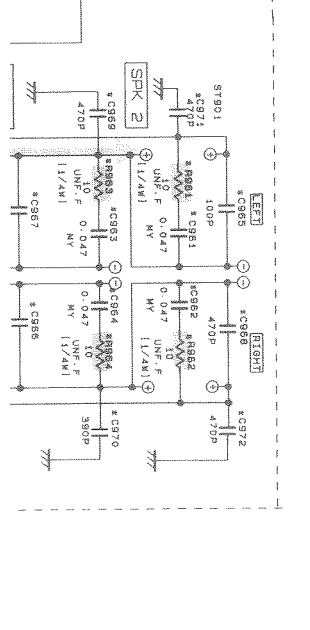 ST901
LEFT
RIGHT
*C965
100P
*C968
470P
*C971
470P
*C972
470P
SPK 2
10
UNF.F
[1/4W]
*C961
0.047
MY
*C962
0.047
MY
*R962
10
UNF.F
[1/4W]
*C969
470P
*R963
10
UNF.F
[1/4W]
*C963
0.047
MY
*C964
0.047
MY
*R964
10
UNF.F
[1/4W]
*C970
390P
*C967
*C966